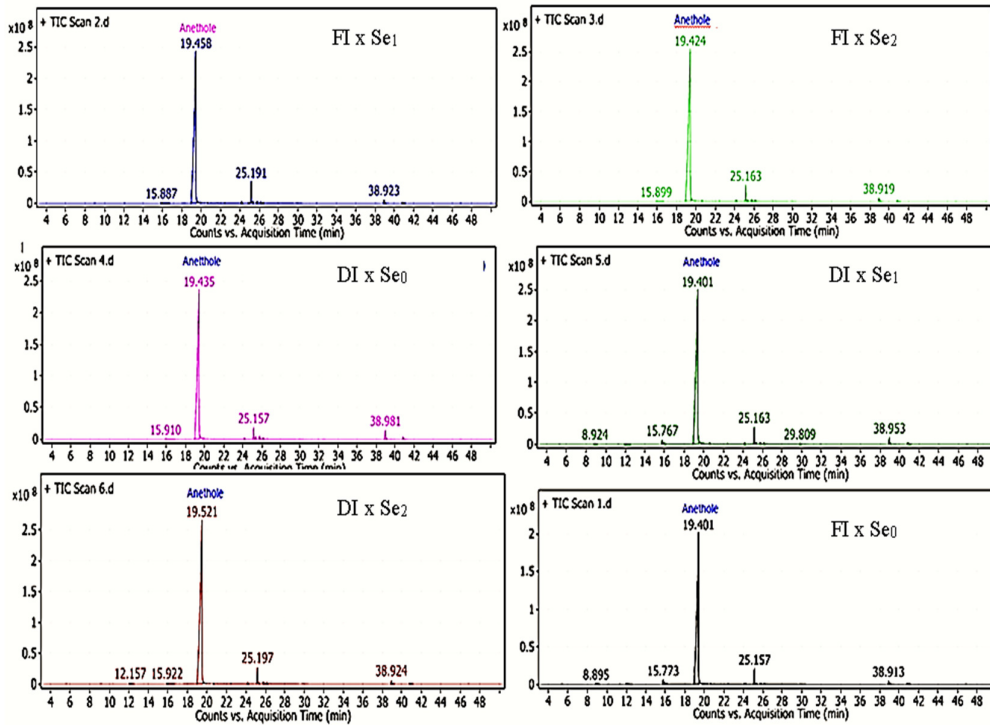 + TIC Scan 2.d
x10 8
Anethole
19.458
FI x Se1
2.5
2
1.5
1
0.5
0
15.887
25.191
38.923
4 6 8 10 12 14 16 18 20 22 24 26 28 30 32 34 36 38 40 42 44 46 48
Counts vs. Acquisition Time (min)
+ TIC Scan 3.d
x10 8
Anethole
19.424
FI x Se2
2.5
2
1.5
1
0.5
0
15.899
25.163
38.919
4 6 8 10 12 14 16 18 20 22 24 26 28 30 32 34 36 38 40 42 44 46 48
Counts vs. Acquisition Time (min)
+ TIC Scan 4.d
x10 8
Anethole
19.435
DI x Se0
2.5
2
1.5
1
0.5
0
15.910
25.157
38.981
4 6 8 10 12 14 16 18 20 22 24 26 28 30 32 34 36 38 40 42 44 46 48
Counts vs. Acquisition Time (min)
+ TIC Scan 5.d
x10 8
Anethole
19.401
DI x Se1
2.5
2
1.5
1
0.5
0
8.924
15.767
25.163
29.809
38.953
4 6 8 10 12 14 16 18 20 22 24 26 28 30 32 34 36 38 40 42 44 46 48
Counts vs. Acquisition Time (min)
+ TIC Scan 6.d
x10 8
Anethole
19.521
DI x Se2
2.5
2
1.5
1
0.5
0
12.157
15.922
25.197
38.924
4 6 8 10 12 14 16 18 20 22 24 26 28 30 32 34 36 38 40 42 44 46 48
Counts vs. Acquisition Time (min)
+ TIC Scan 1.d
x10 8
Anethole
19.401
FI x Se0
2
1.5
1
0.5
0
8.895
15.773
25.157
38.913
4 6 8 10 12 14 16 18 20 22 24 26 28 30 32 34 36 38 40 42 44 46 48
Counts vs. Acquisition Time (min)